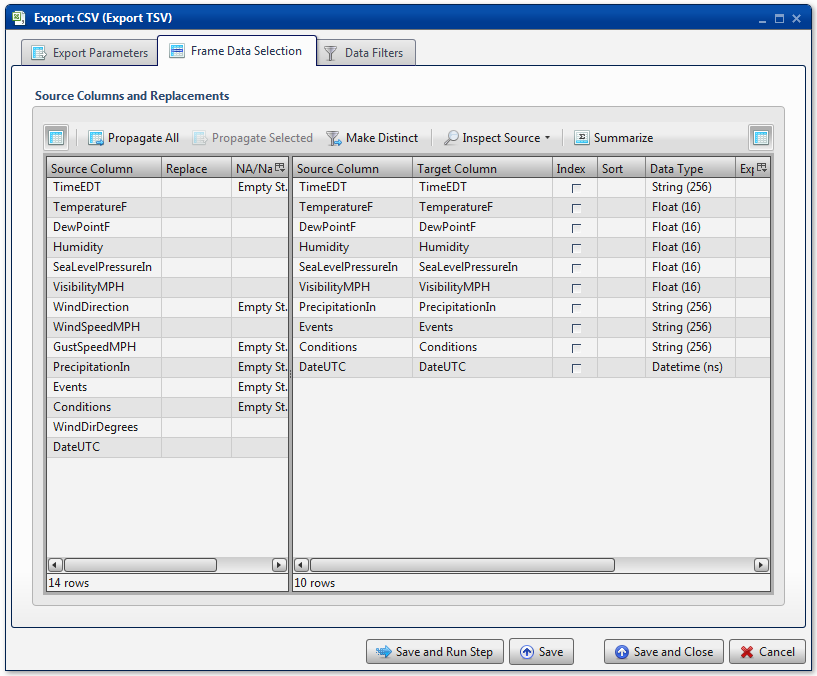 Export: CSV (Export TSV)
Export Parameters Frame Data Selection Data Filters
Source Columns and Replacements
Propagate All Propagate Selected Make Distinct Inspect Source Summarize
Source Column Replace NA/Na Source Column Target Column Index Sort Data Type Exp
TimeEDT Empty St. TimeEDT TimeEDT String (256)
TemperatureF TemperatureF TemperatureF Float (16)
DewPointF DewPointF DewPointF Float (16)
Humidity Humidity Humidity Float (16)
SeaLevelPressureIn SeaLevelPressureIn SeaLevelPressureIn Float (16)
VisibilityMPH VisibilityMPH VisibilityMPH Float (16)
WindDirection Empty St. PrecipitationIn PrecipitationIn String (256)
WindSpeedMPH Events Events String (256)
GustSpeedMPH Empty St. Conditions Conditions String (256)
PrecipitationIn Empty St. DateUTC DateUTC Datetime (ns)
Events Empty St.
Conditions Empty St.
WindDirDegrees
DateUTC
14 rows 10 rows
Save and Run Step Save Save and Close Cancel